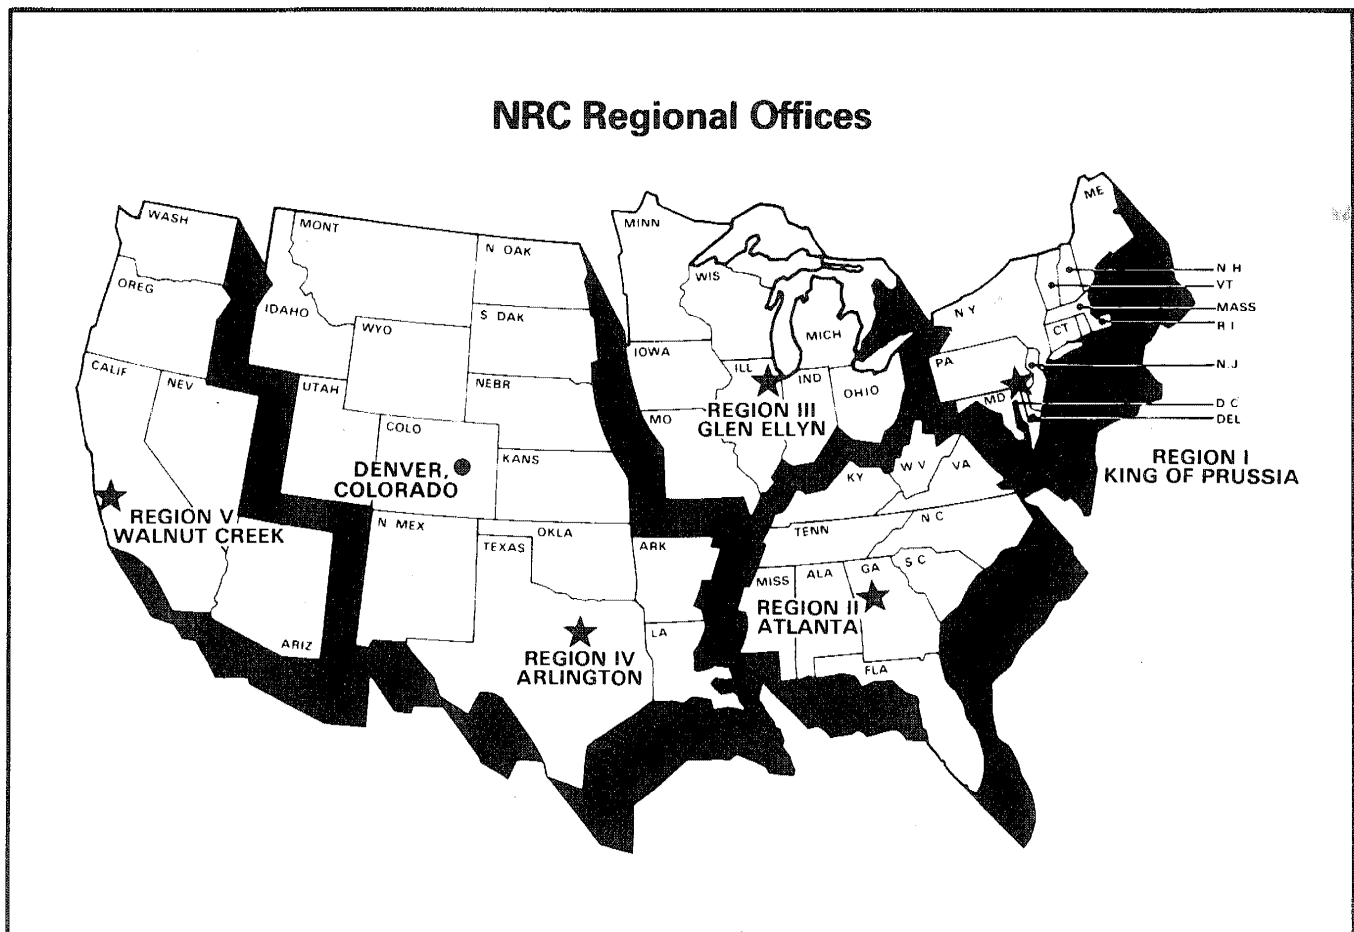 NRC Regional Offices
WASH
MONT
N OAK
MINN
ME
OREG
IDAHO
WYO
S DAK
WIS
MICH
N Y
N H
VT
MASS
R I
CT
CALIF
NEV
UTAH
NEBR
IOWA
ILL
IND
OHIO
PA
N.J
MD
D C
DEL
COLO
KANS
MO
REGION III
GLEN ELLYN
DENVER,
COLORADO
KY
W V
VA
REGION I
KING OF PRUSSIA
REGION V
WALNUT CREEK
N MEX
TEXAS
OKLA
ARK
TENN
N C
MISS
ALA
GA
S C
REGION II
ATLANTA
ARIZ
LA
REGION IV
ARLINGTON
FLA